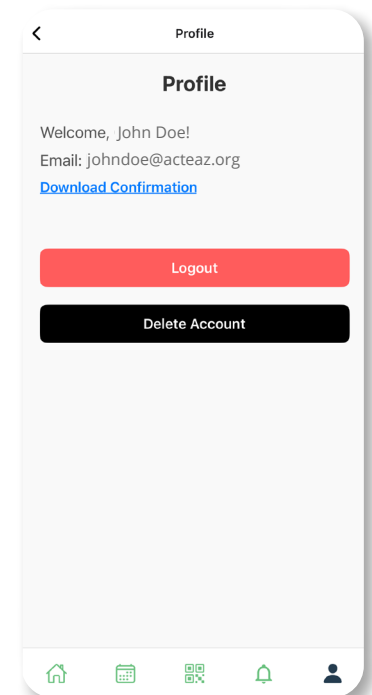 Profile
Profile
Welcome, John Doe!
Email: johndoe@acteaz.org
Download Confirmation
Logout
Delete Account